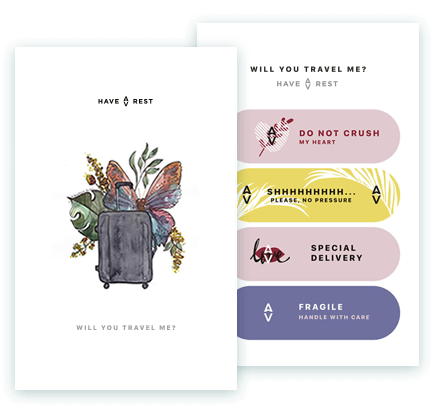 HAVE REST
WILL YOU TRAVEL ME?
WILL YOU TRAVEL ME?
HAVE REST
DO NOT CRUSH
MY HEART
SHHHHHHHHH...
PLEASE, NO PRESSURE
love
SPECIAL
DELIVERY
FRAGILE
HANDLE WITH CARE